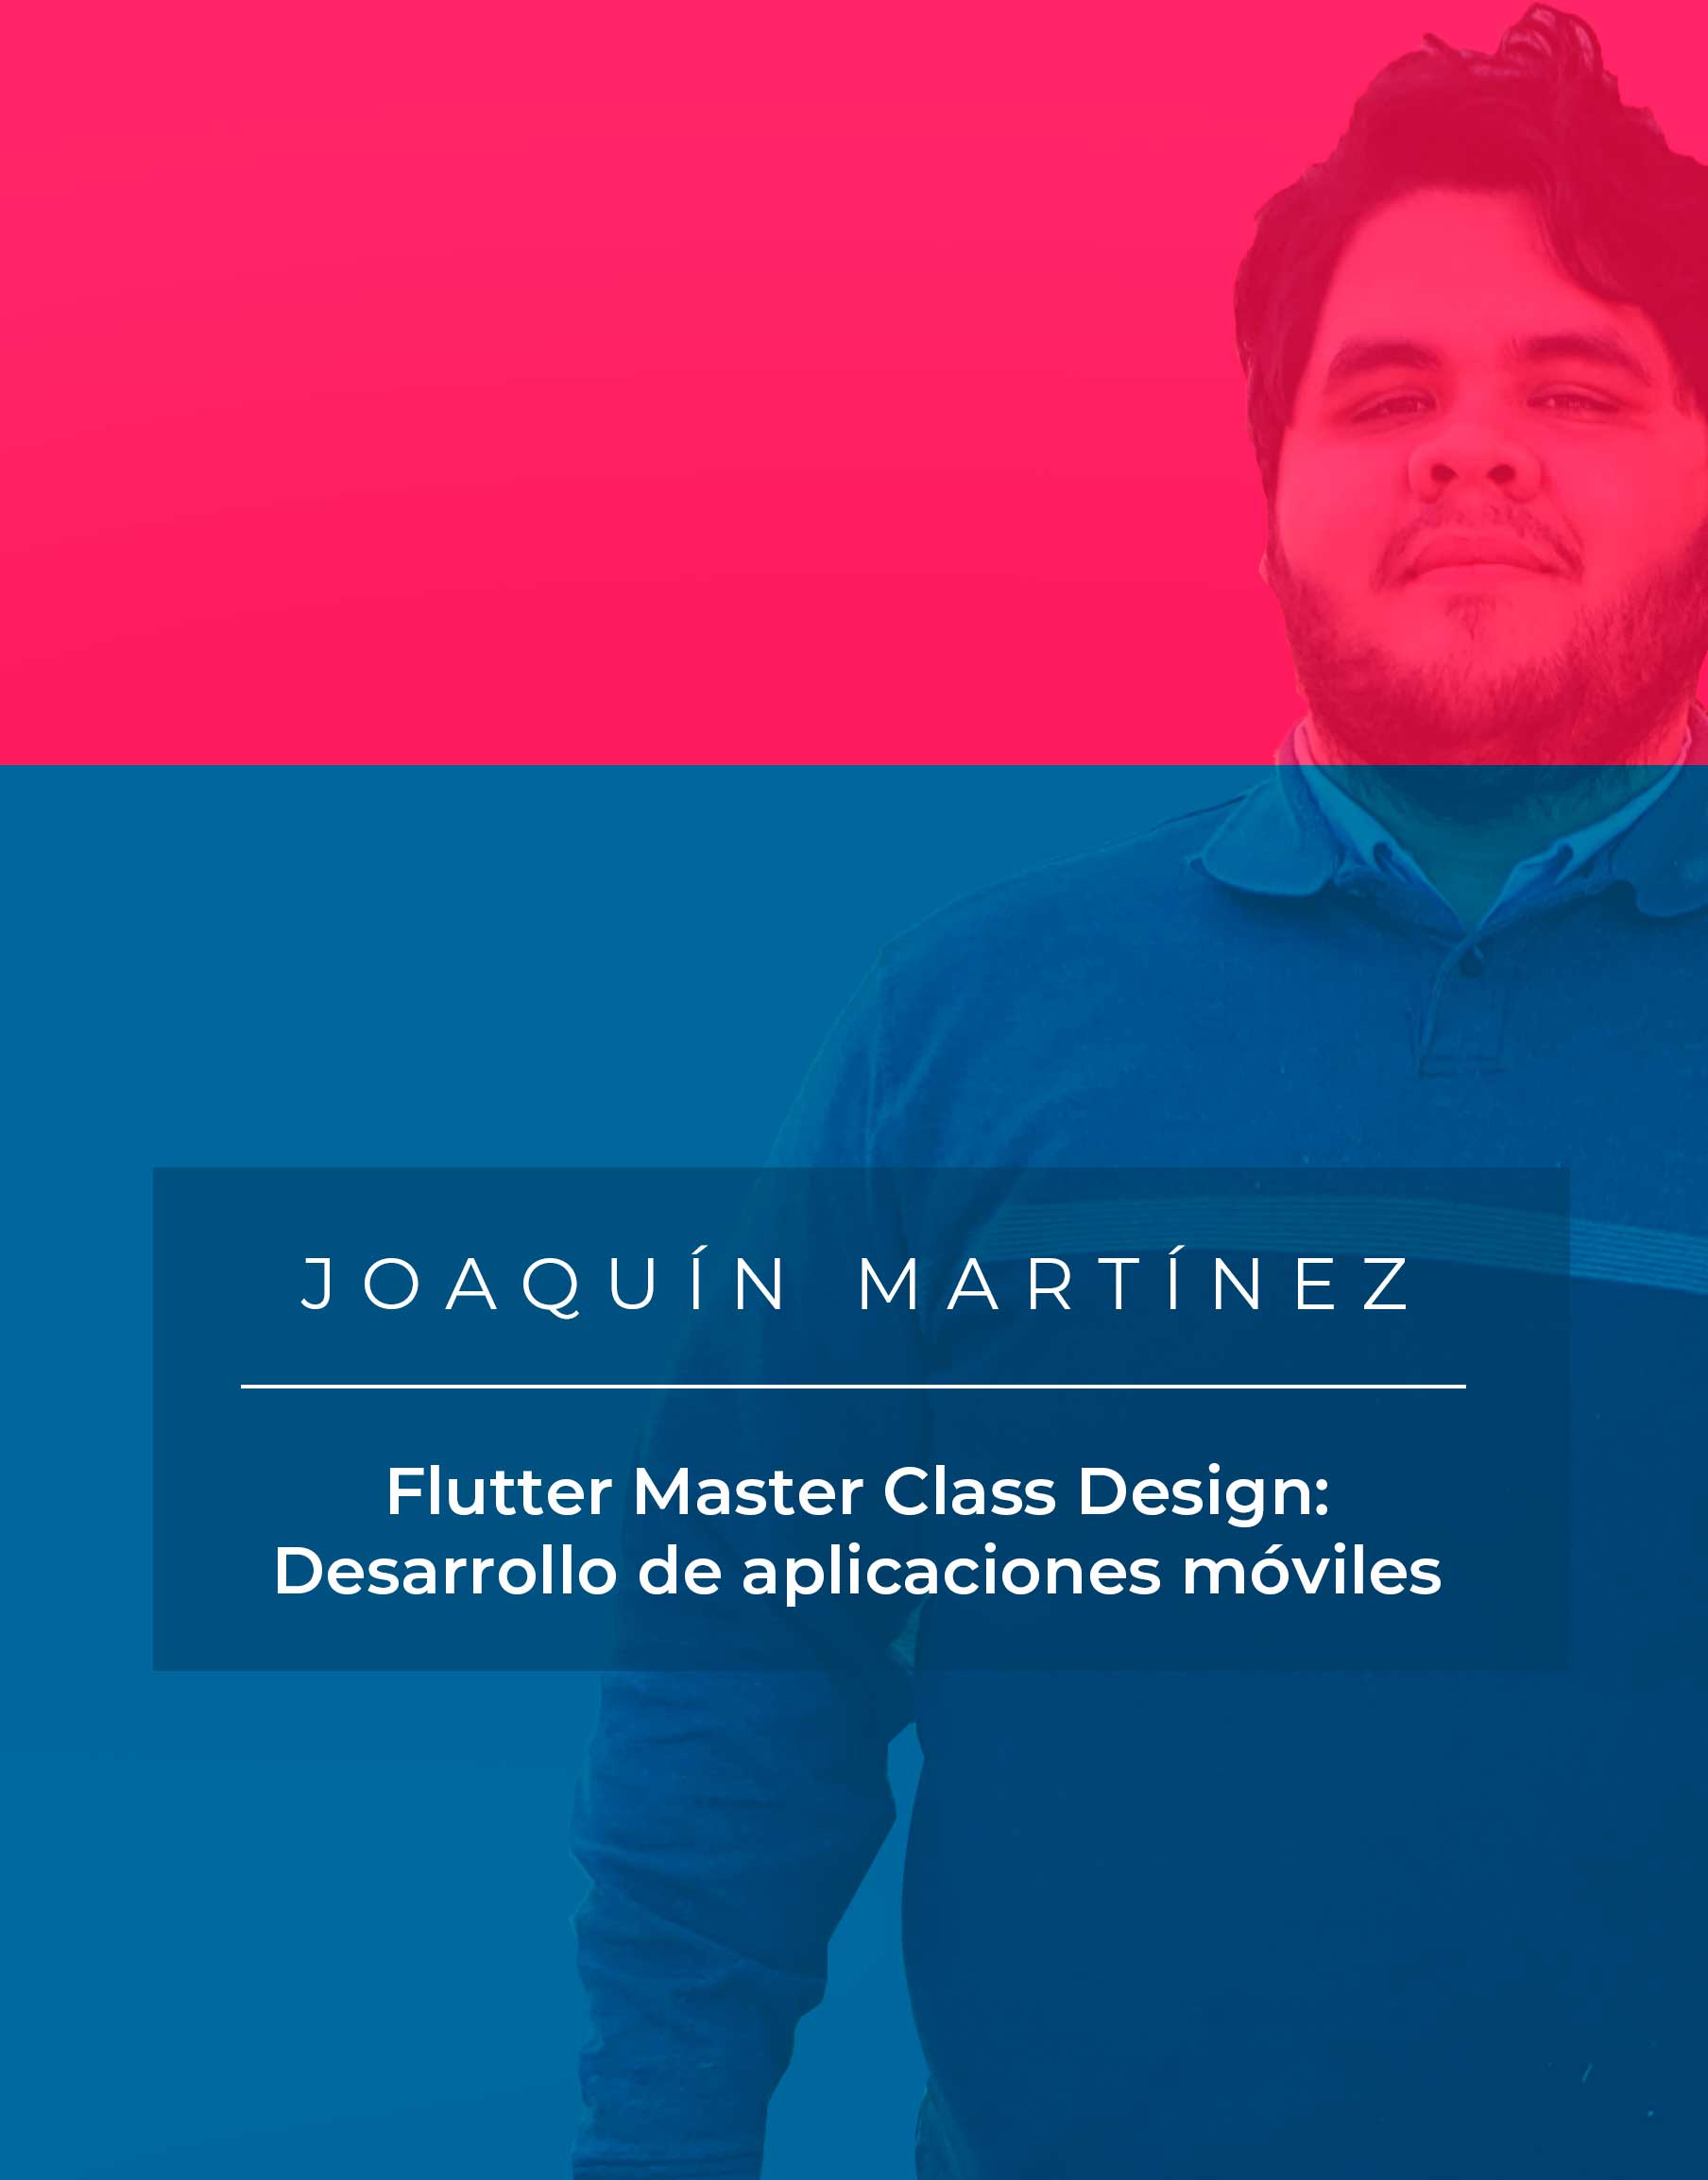 JOAQUÍN MARTÍNEZ
Flutter Master Class Design:
Desarrollo de aplicaciones móviles